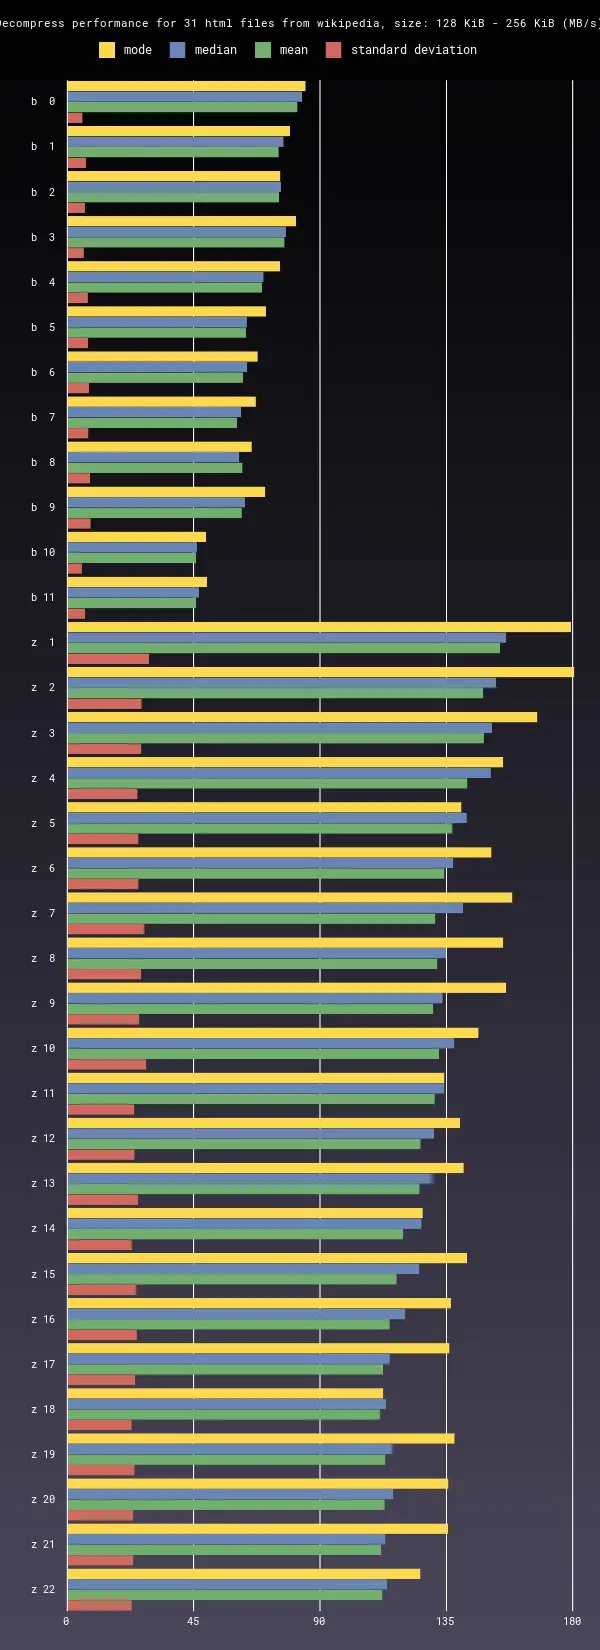 Decompress performance for 31 html files from wikipedia, size: 128 KiB - 256 KiB (MB/s)
mode median mean standard deviation
b 0
b 1
b 2
b 3
b 4
b 5
b 6
b 7
b 8
b 9
b 10
b 11
z 1
z 2
z 3
z 4
z 5
z 6
z 7
z 8
z 9
z 10
z 11
z 12
z 13
z 14
z 15
z 16
z 17
z 18
z 19
z 20
z 21
z 22
0 45 90 135 180